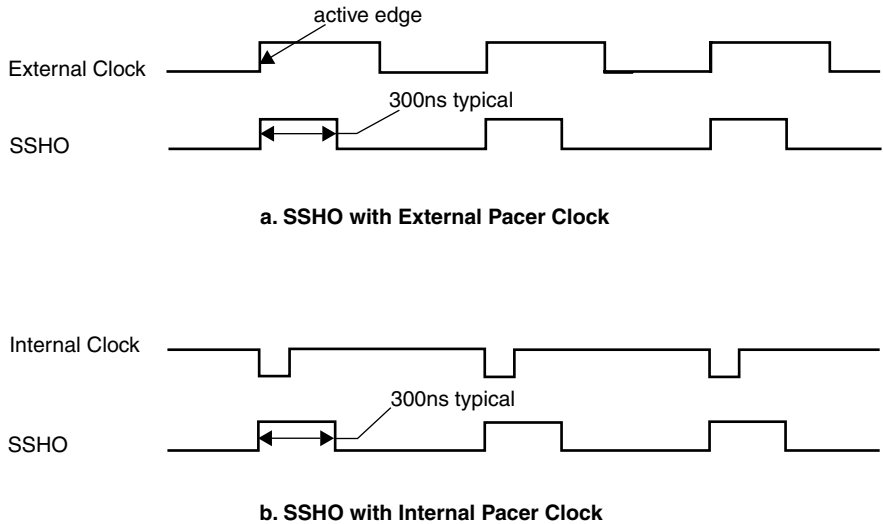 active edge
External Clock
300ns typical
SSHO
a. SSHO with External Pacer Clock
Internal Clock
300ns typical
SSHO
b. SSHO with Internal Pacer Clock